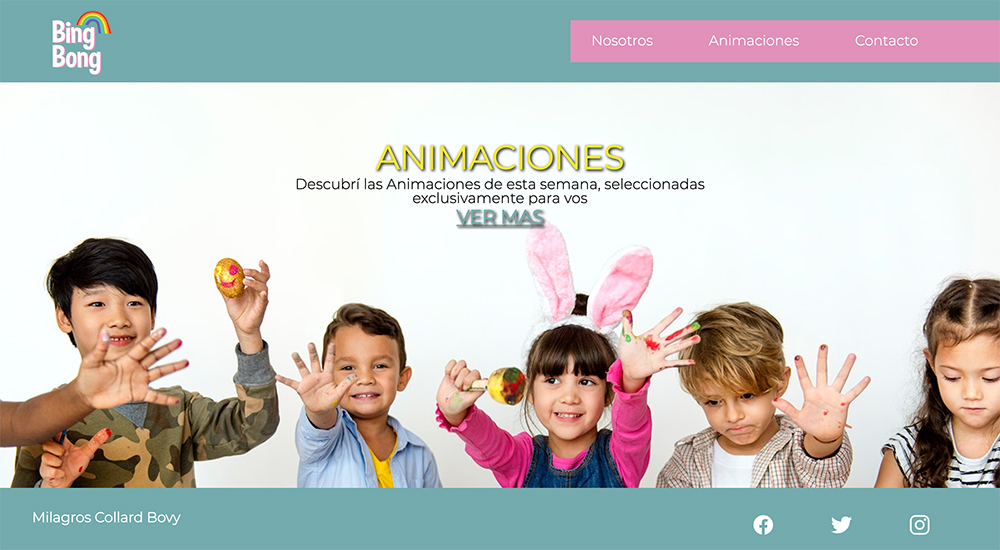 Bing
Bong
Nosotros Animaciones Contacto
ANIMACIONES
Descubrí las Animaciones de esta semana, seleccionadas
exclusivamente para vos
VER MAS
Milagros Collard Bovy